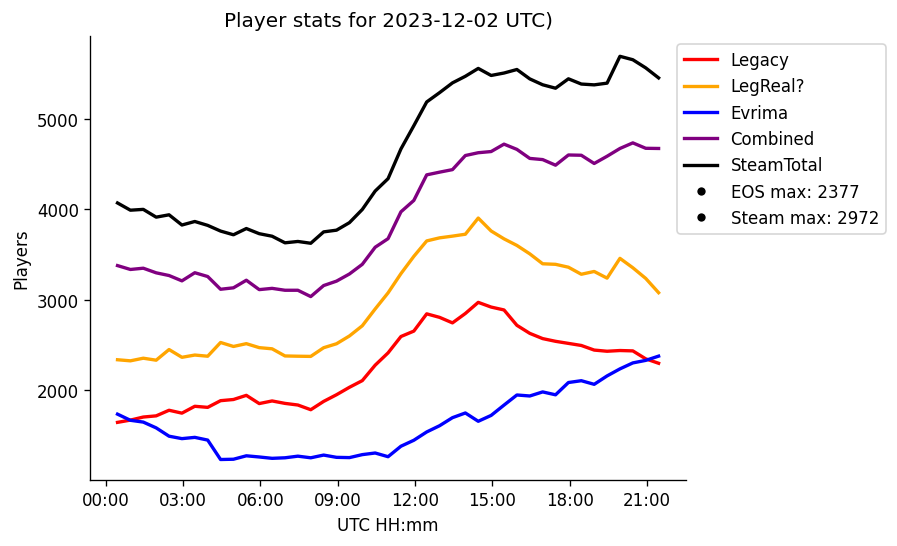 Player stats for 2023-12-02 UTC)
Legacy
LegReal?
Evrima
Combined
SteamTotal
EOS max: 2377
Steam max: 2972
Players
5000
4000
3000
2000
00:00 03:00 06:00 09:00 12:00 15:00 18:00 21:00
UTC HH:mm